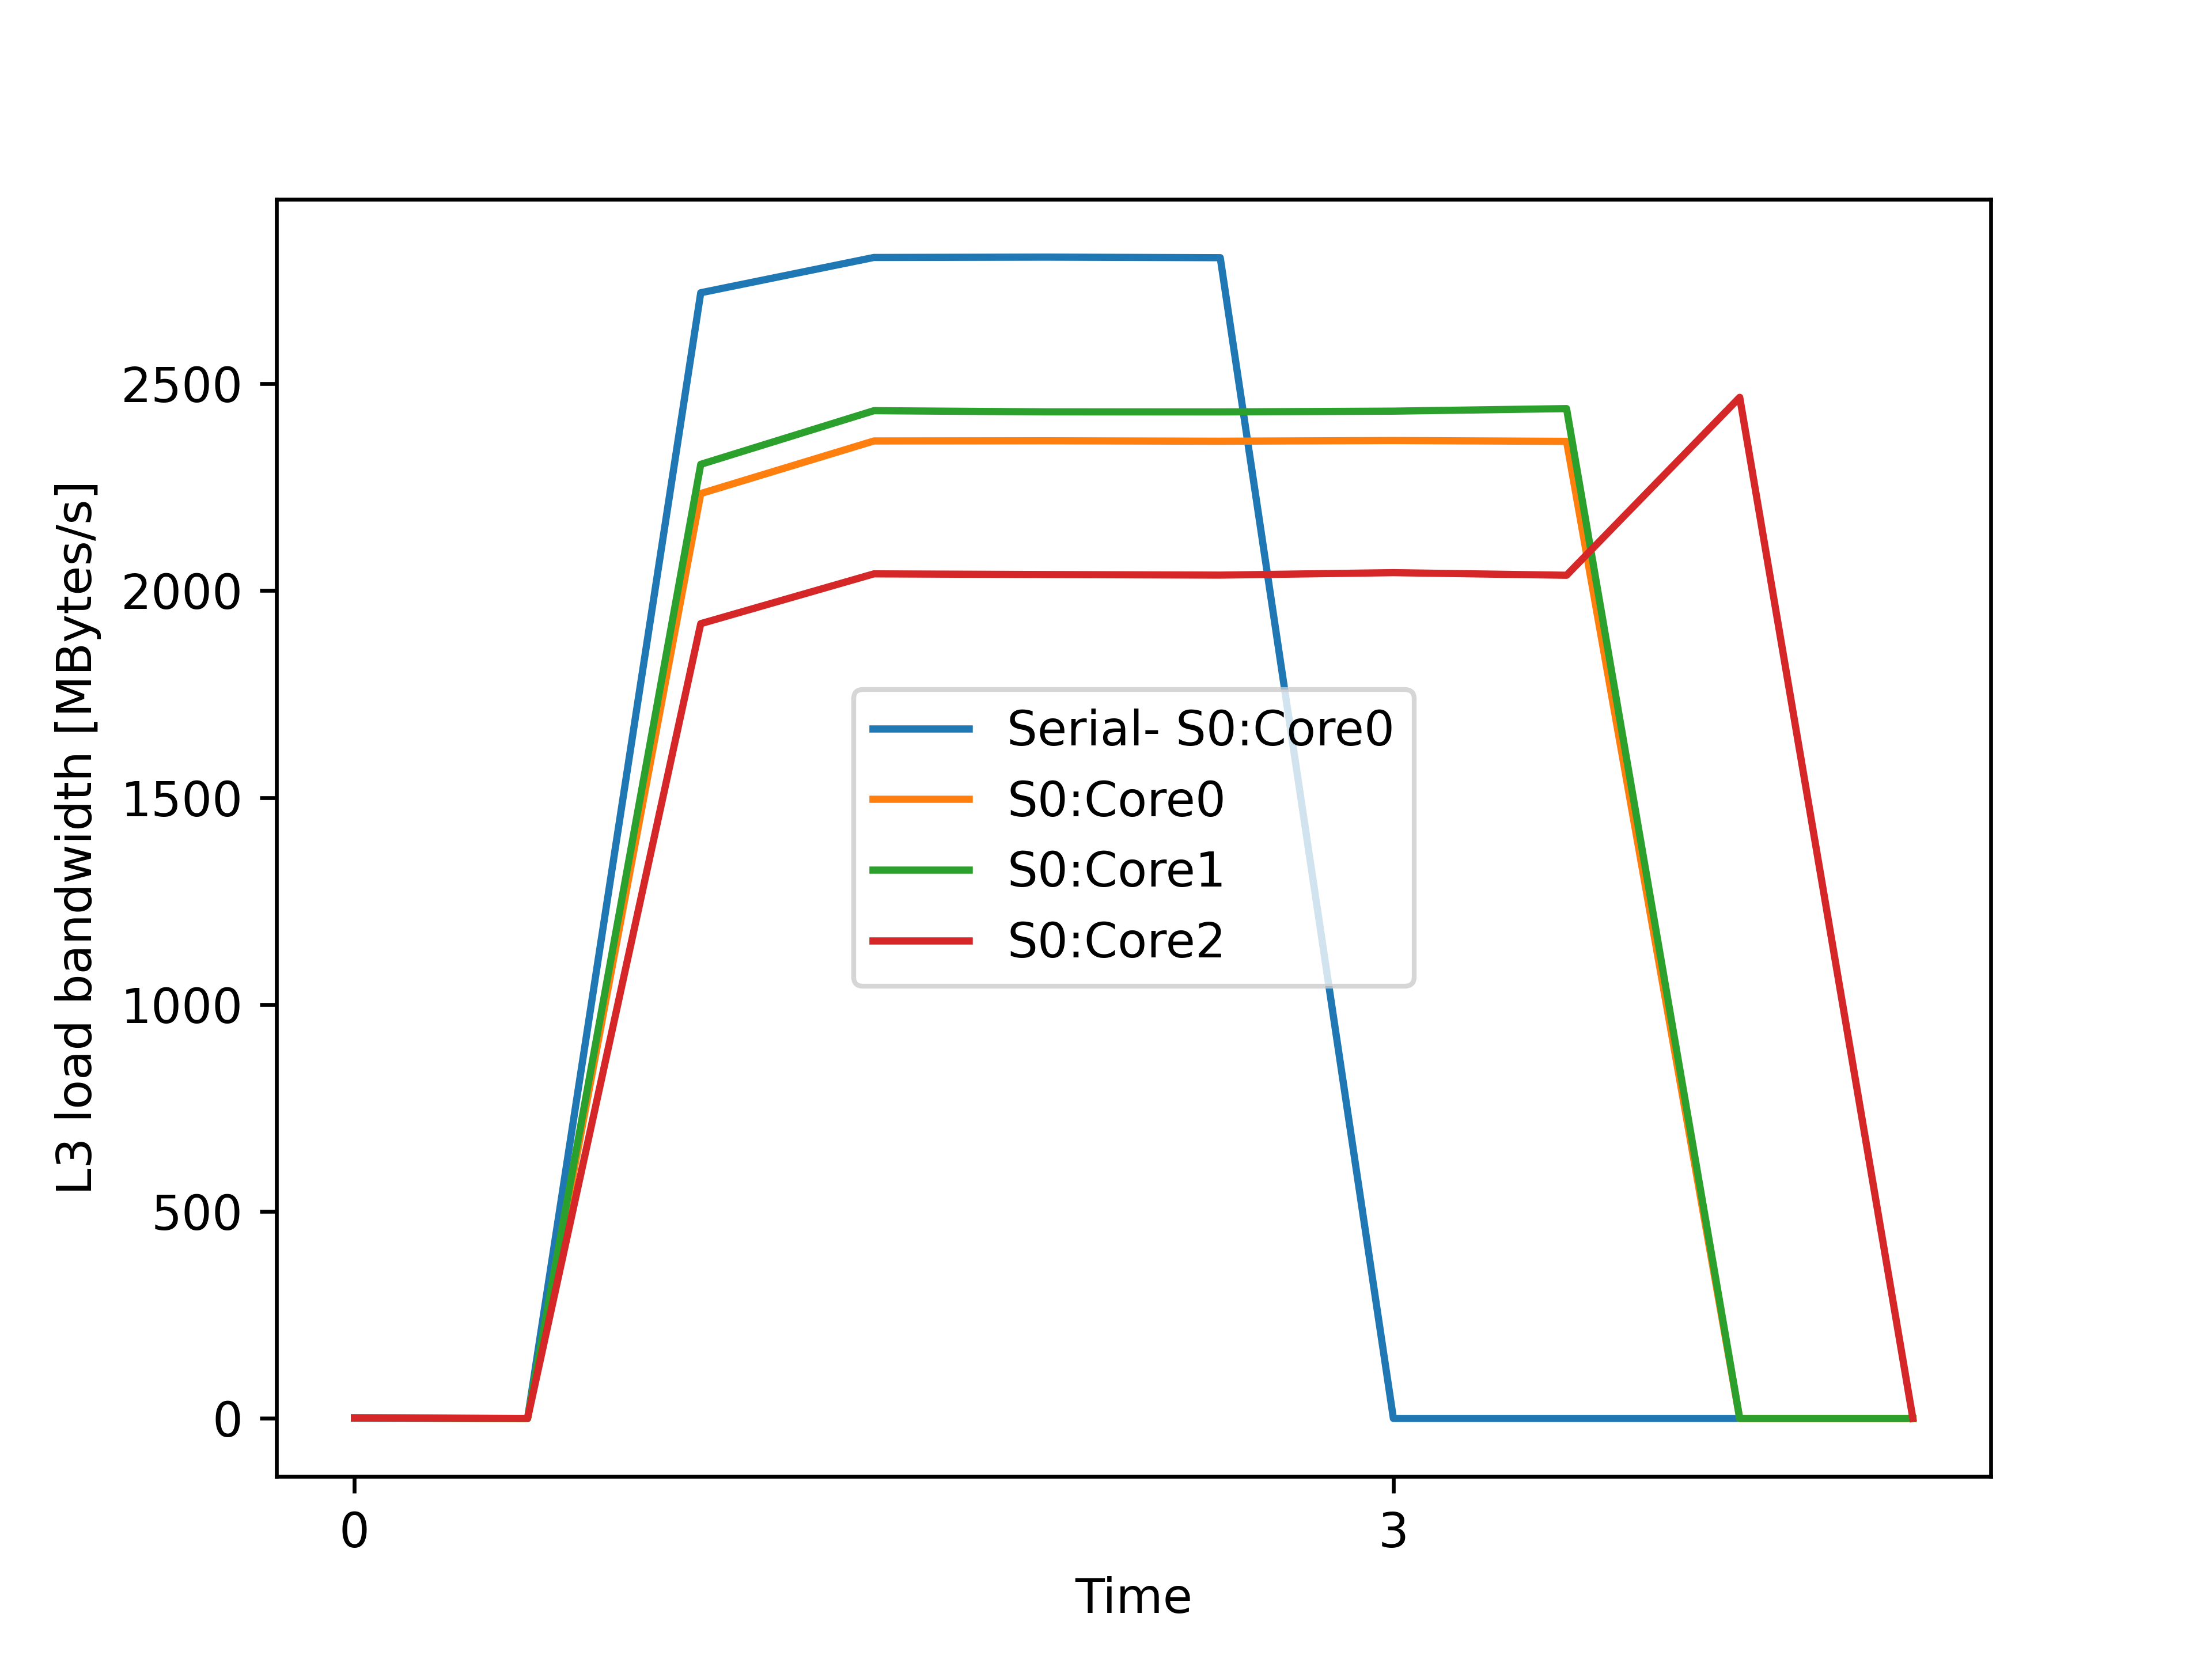 L3 load bandwidth [MBytes/s]
2500
2000
1500
1000
500
0
Serial- S0:Core0
S0:Core0
S0:Core1
S0:Core2
0
3
Time